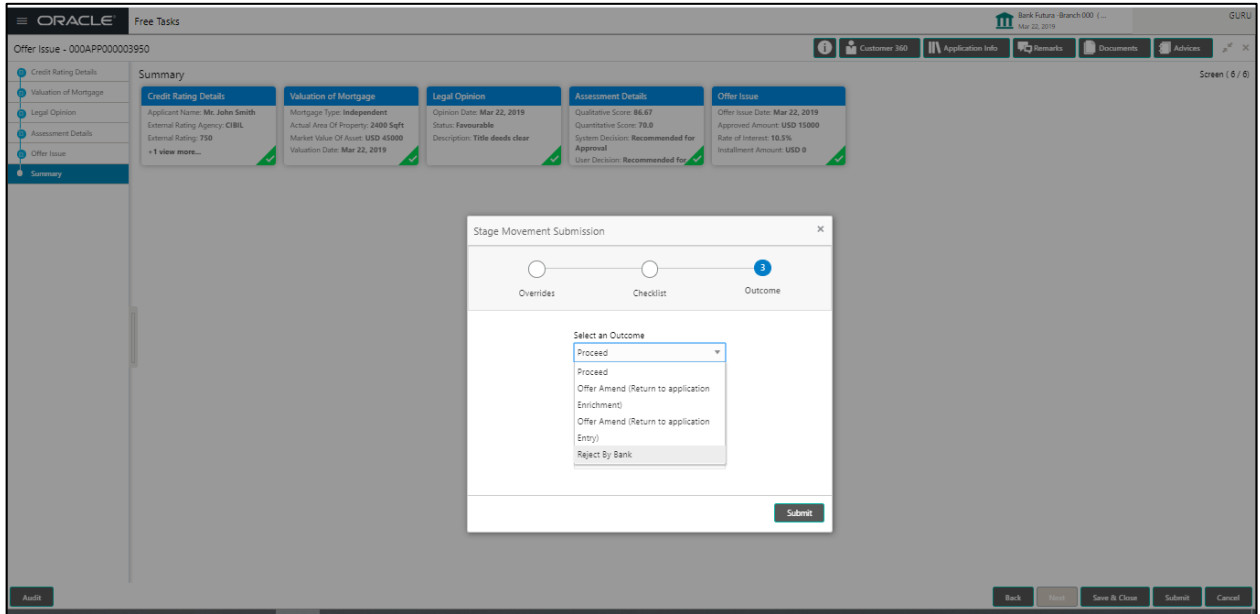 ORACLE
Free Tasks
Bank Futura -Branch 000 ( ...
Mar 22, 2019
GURU
Offer Issue - 000APP000003950
Customer 360
Application Info
Remarks
Documents
Advices
Credit Rating Details
Valuation of Mortgage
Legal Opinion
Assessment Details
Offer Issue
Summary
Summary
Screen ( 6 / 6)
Credit Rating Details
Applicant Name: Mr. John Smith
External Rating Agency: CIBIL
External Rating: 750
+1 view more...
Valuation of Mortgage
Mortgage Type: Independent
Actual Area Of Property: 2400 Sqft
Market Value Of Asset: USD 45000
Valuation Date: Mar 22, 2019
Legal Opinion
Opinion Date: Mar 22, 2019
Status: Favourable
Description: Title deeds clear
Assessment Details
Qualitative Score: 86.67
Quantitative Score: 70.0
System Decision: Recommended for
Approval
User Decision: Recommended for
Offer Issue
Offer Issue Date: Mar 22, 2019
Approved Amount: USD 15000
Rate of Interest: 10.5%
Installment Amount: USD 0
Stage Movement Submission
3
Overrides
Checklist
Outcome
Select an Outcome
Proceed
Proceed
Offer Amend (Return to application
Enrichment)
Offer Amend (Return to application
Entry)
Reject By Bank
Submit
Audit
Back
Next
Save & Close
Submit
Cancel